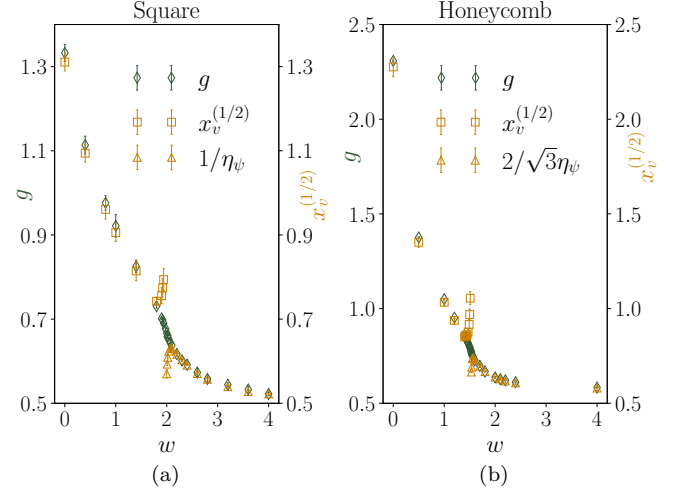 Square
1.3
1.1
0.9
0.7
0.5
g
1.3
1.1
0.9
0.7
0.5
x_v^{(1/2)}
g
x_v^{(1/2)}
1/η_ψ
0 1 2 3 4
w
(a)
Honeycomb
2.5
2.0
1.5
1.0
0.5
g
2.5
2.0
1.5
1.0
0.5
x_v^{(1/2)}
g
x_v^{(1/2)}
2/√3η_ψ
0 2 4
w
(b)